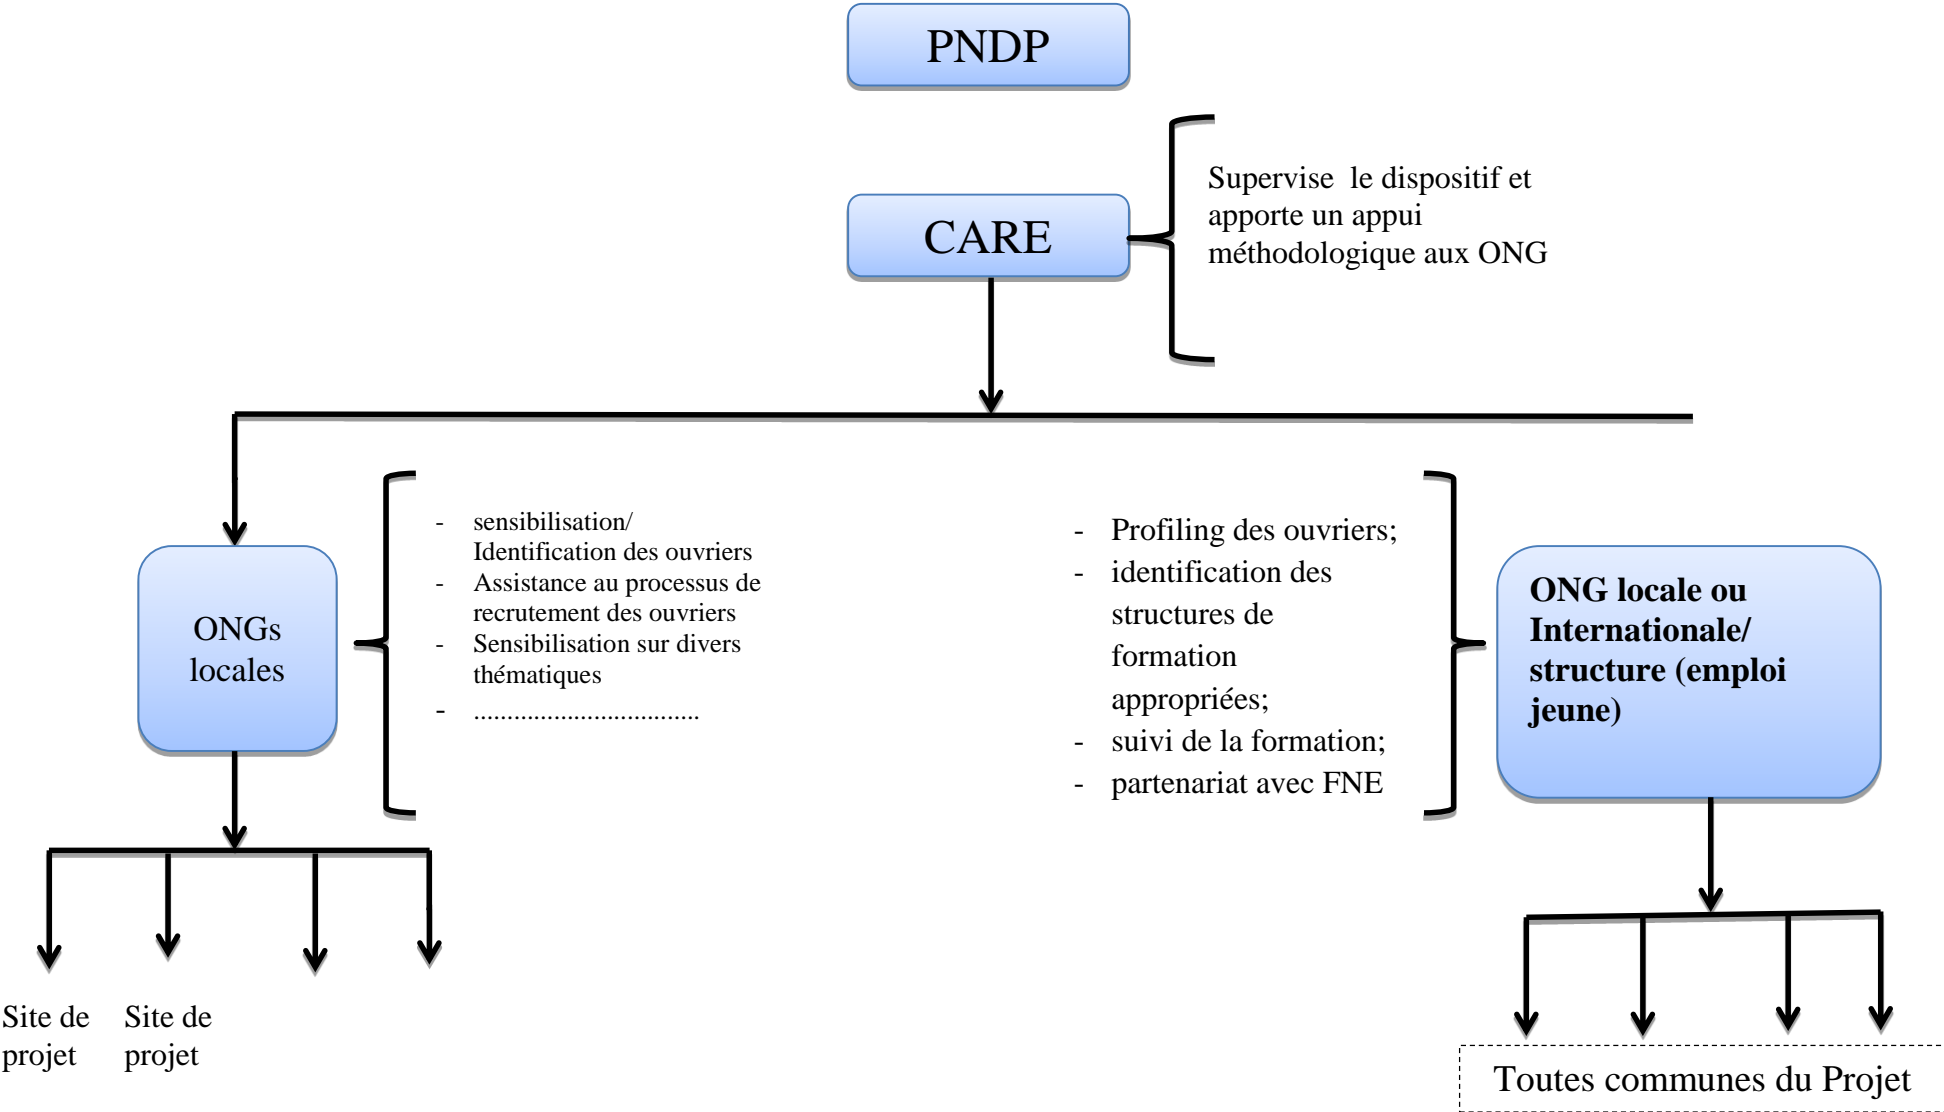 PNDP
CARE
Supervise le dispositif et
apporte un appui
méthodologique aux ONG
ONGs
locales
- sensibilisation/
Identification des ouvriers
- Assistance au processus de
recrutement des ouvriers
- Sensibilisation sur divers
thématiques
- ..................................
- Profiling des ouvriers;
- identification des
structures de
formation
appropriées;
- suivi de la formation;
- partenariat avec FNE
ONG locale ou
Internationale/
structure (emploi
jeune)
Site de
projet
Site de
projet
Toutes communes du Projet